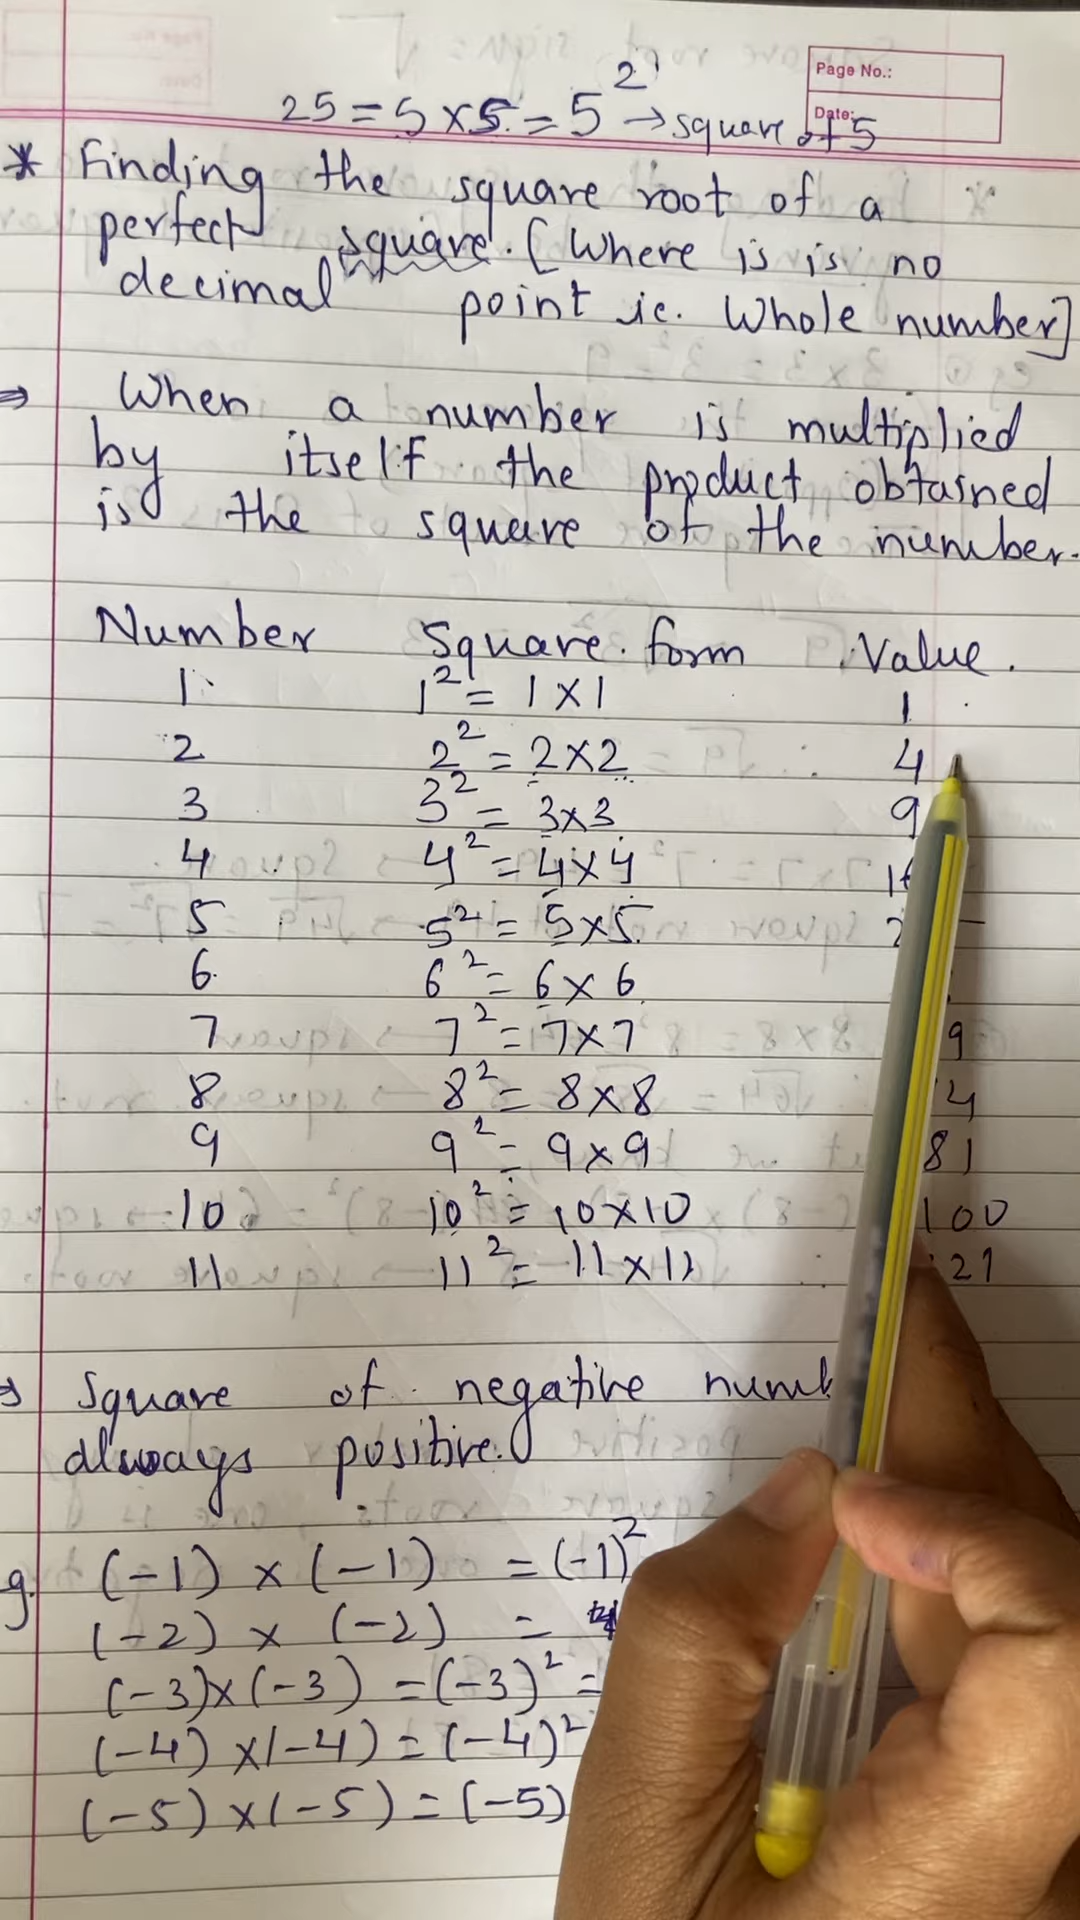 Page No.:
Date:
25 = 5 × 5 = 5² → square of 5
* Finding the square root of a
perfect square. [Where is is no
decimal point ie. Whole number]
⇒ When a number is multiplied
by itself the product obtained
is the square of the number.
Number Square form Value.
1 1² = 1 × 1 1
2 2² = 2 × 2 4
3 3² = 3 × 3 9
4 4² = 4 × 4
5 5² = 5 × 5
6 6² = 6 × 6
7 7² = 7 × 7 9
8 8² = 8 × 8 4
9 9² = 9 × 9 81
10 10² = 10 × 10 100
11 11² = 11 × 11 21
Square of negative
always positive.
g. (-1) × (-1) = (-1)²
(-2) × (-2) =
(-3) × (-3) = (-3)² =
(-4) × (-4) = (-4)²
(-5) × (-5) = (-5)